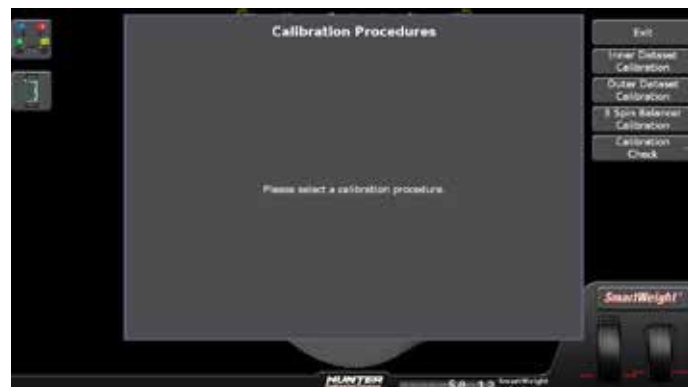 Calibration Procedures
Please select a calibration procedure.
Exit
Inner Dataset
Calibration
Outer Dataset
Calibration
3 Spin Balancer
Calibration
Calibration
Check
SmartWeight
HUNTER
SmartWeight